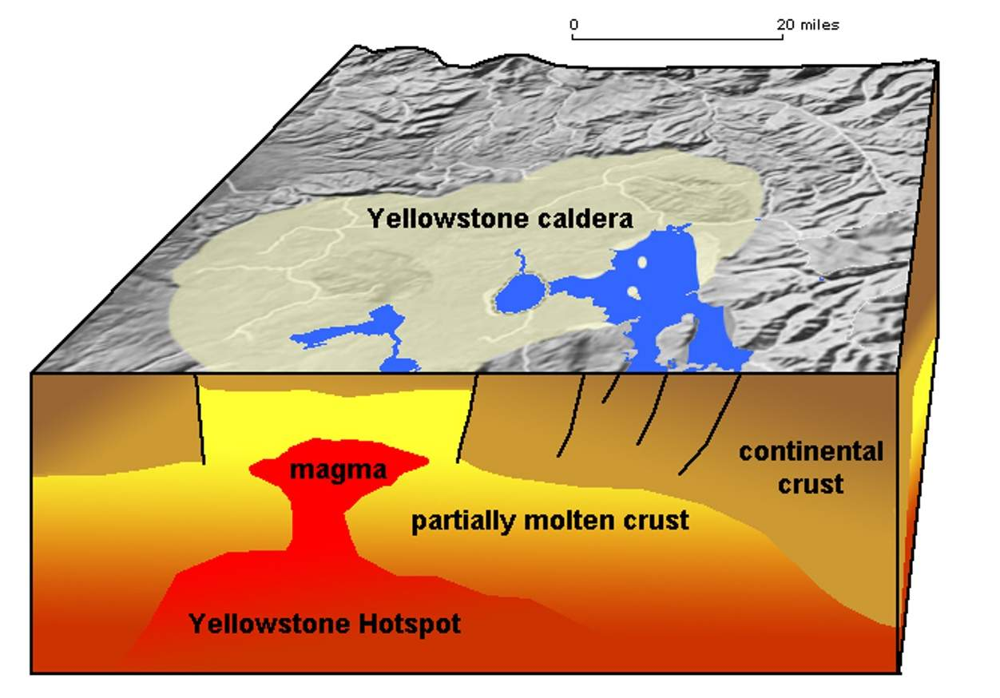 0 20 miles
Yellowstone caldera
magma
continental
crust
partially molten crust
Yellowstone Hotspot